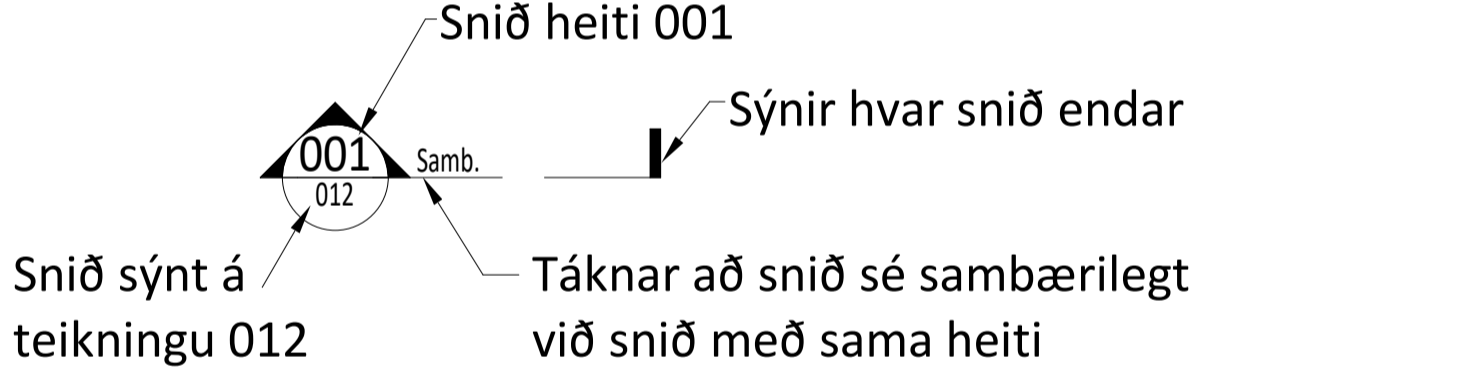 Snið heiti 001
Sýnir hvar snið endar
001
Samb.
012
Snið sýnt á
teikningu 012
Táknar að snið sé sambærilegt
við snið með sama heiti